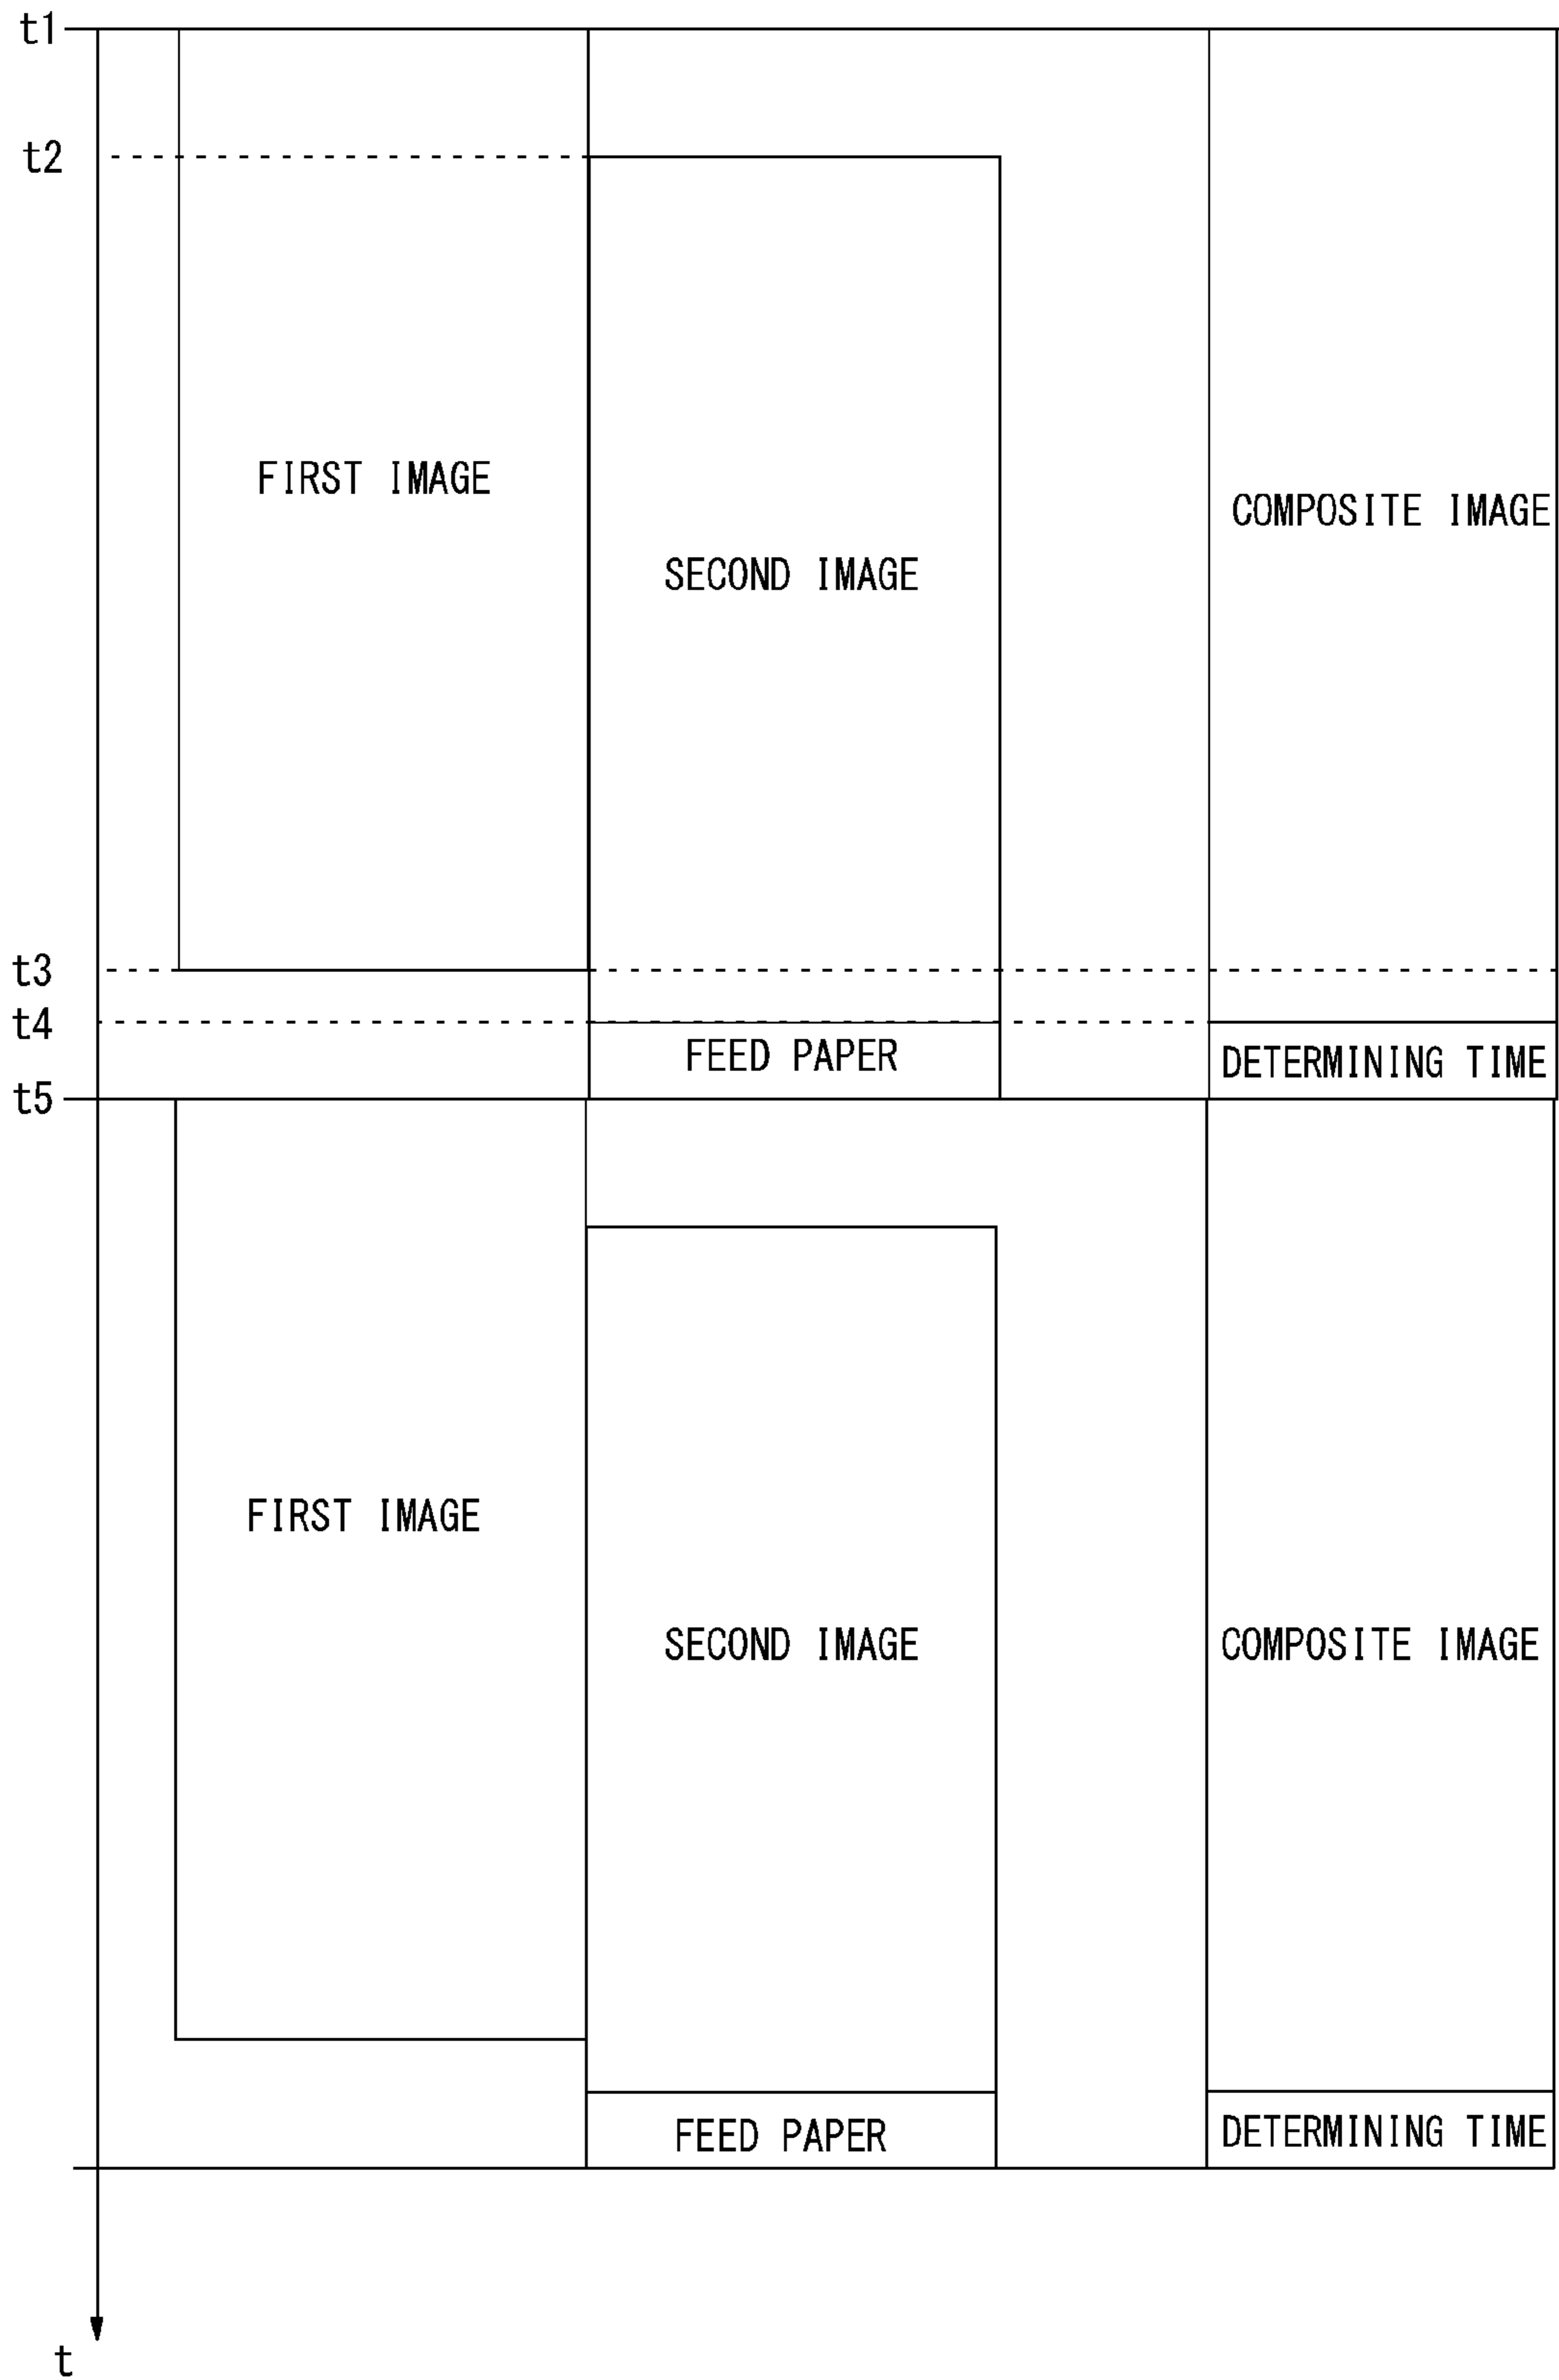 t1
t2
FIRST IMAGE
COMPOSITE IMAGE
SECOND IMAGE
t3
t4
FEED PAPER
DETERMINING TIME
t5
FIRST IMAGE
SECOND IMAGE
COMPOSITE IMAGE
FEED PAPER
DETERMINING TIME
t